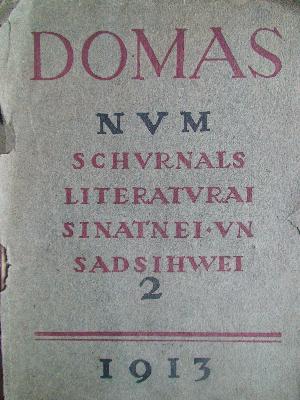 DOMAS
NVM
SCHVRNALS
LITERATVRAI
SINATNEI·VN
SADSIHWEI
2
1913